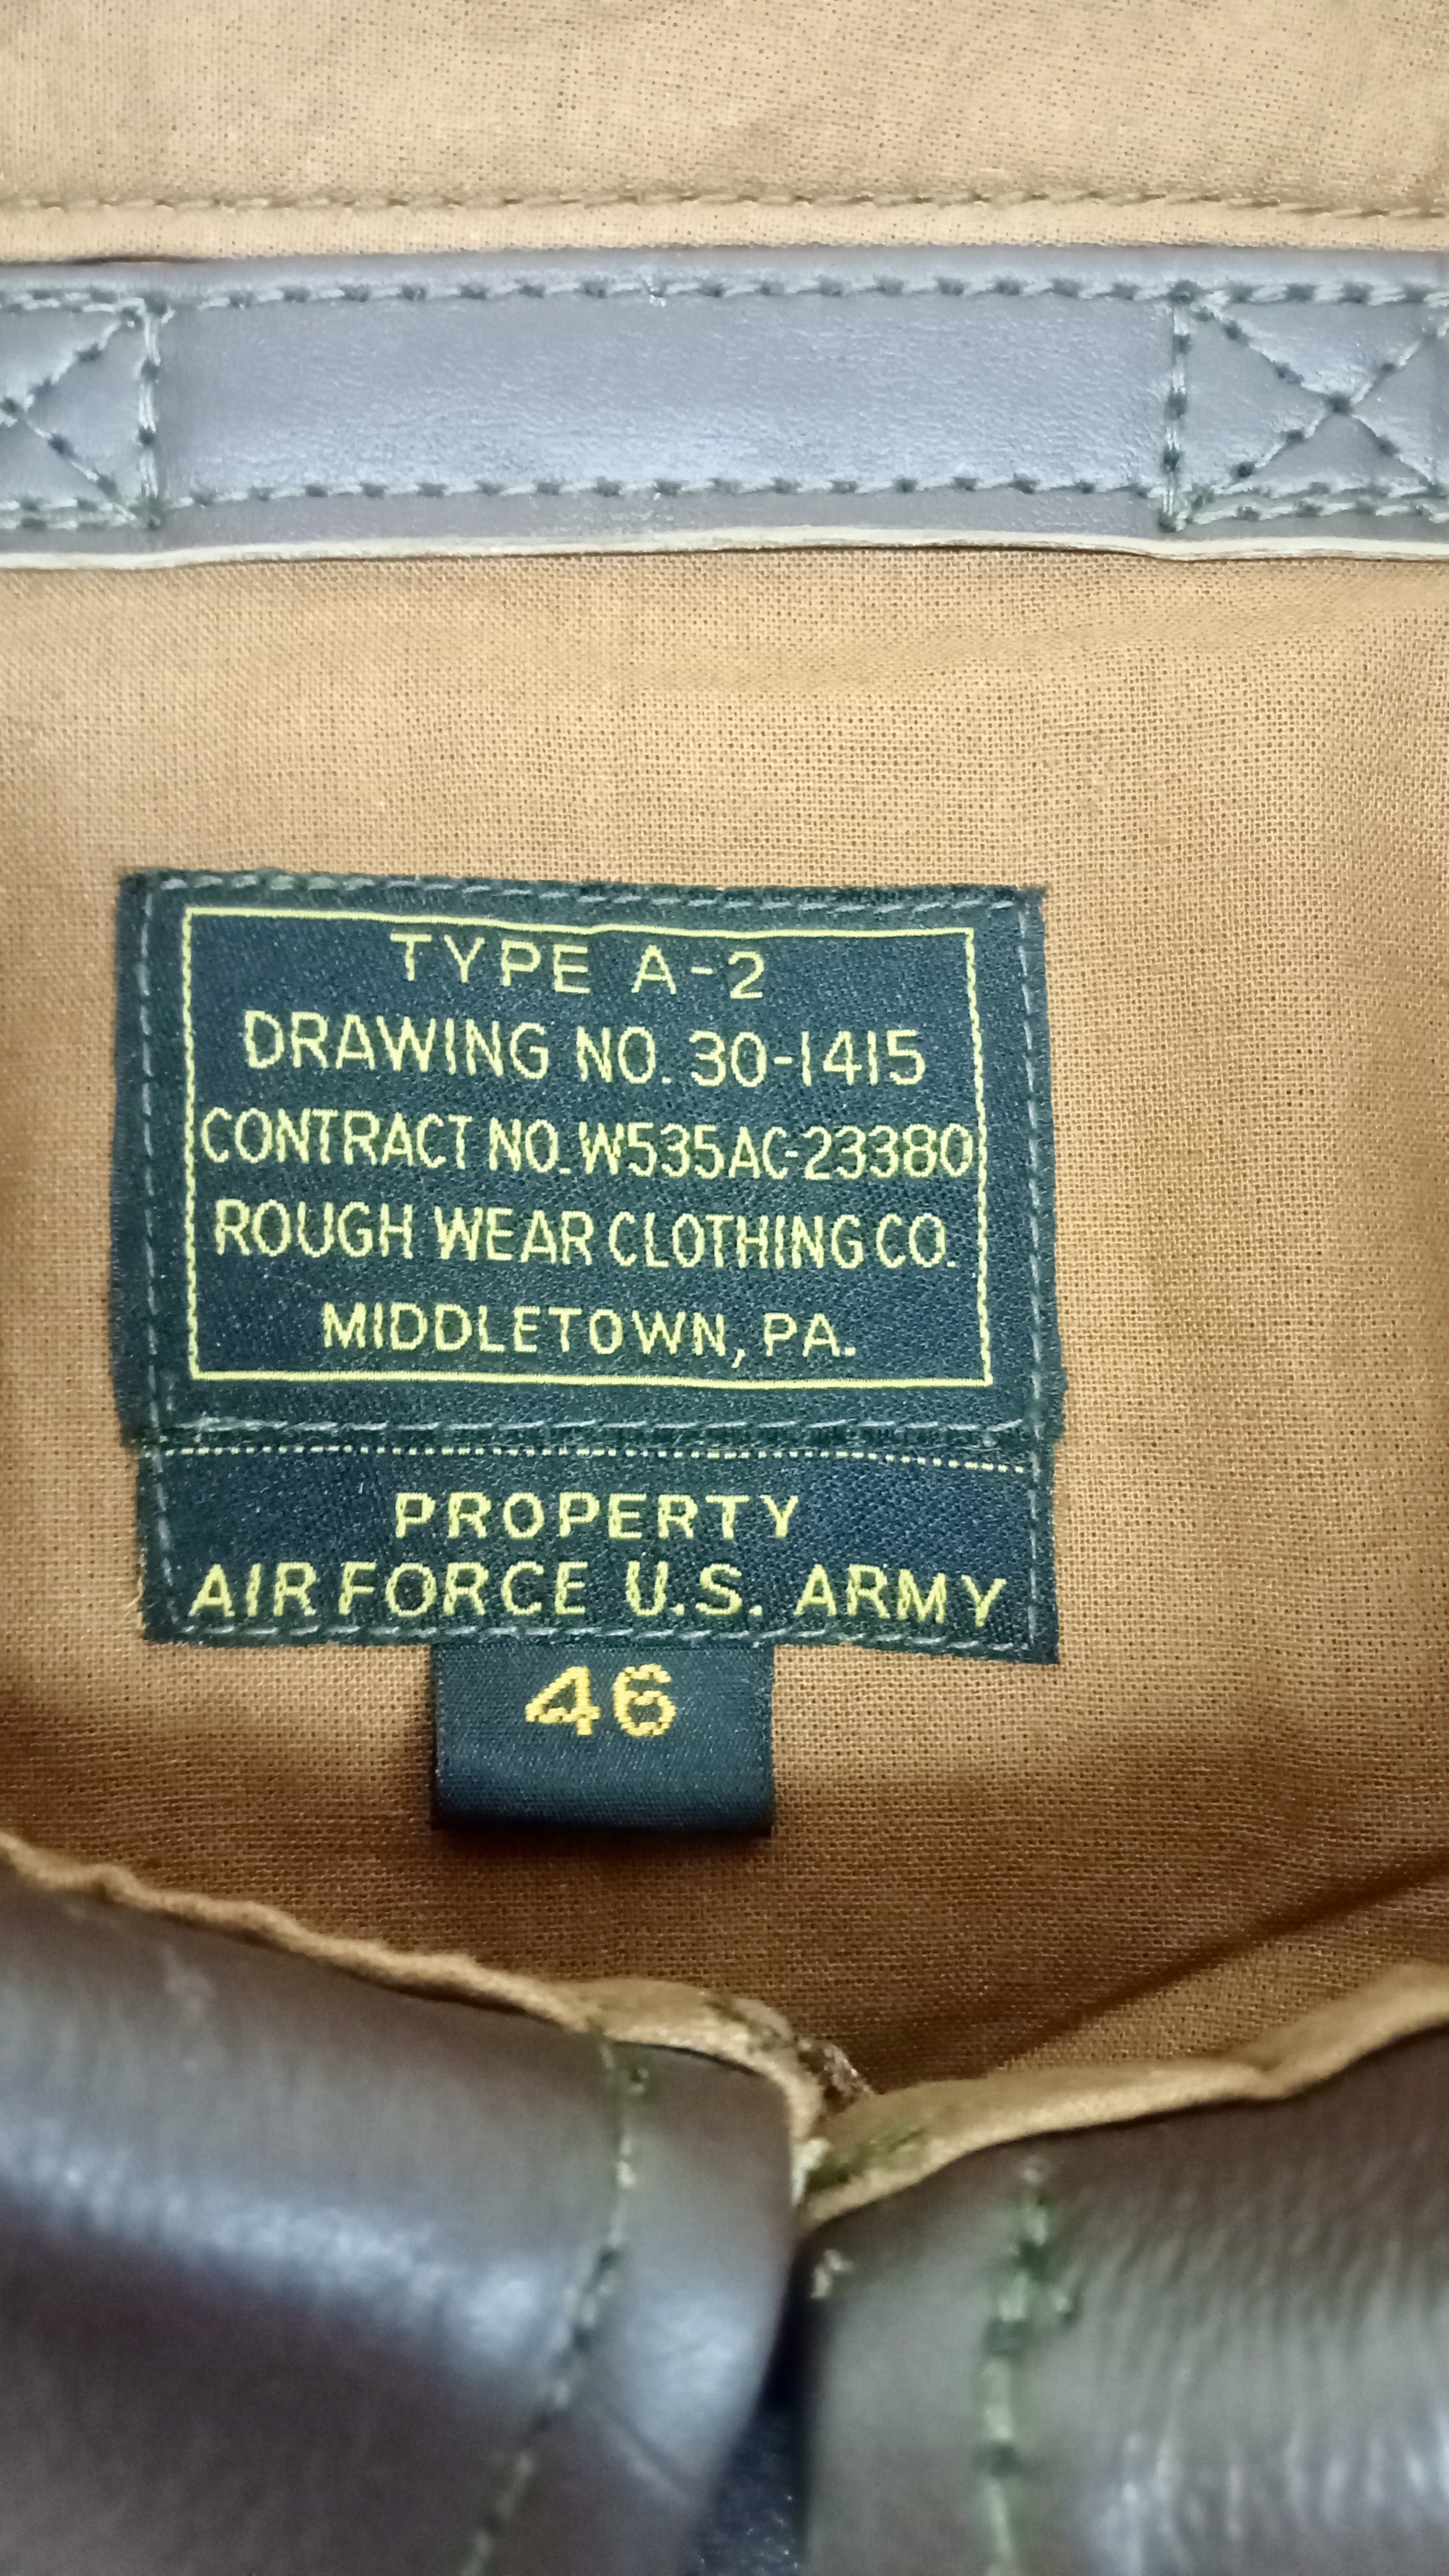 TYPE A-2
DRAWING NO. 30-1415
CONTRACT NO. W535AC-23380
ROUGH WEAR CLOTHING CO.
MIDDLETOWN, PA.
PROPERTY
AIR FORCE U.S. ARMY
46